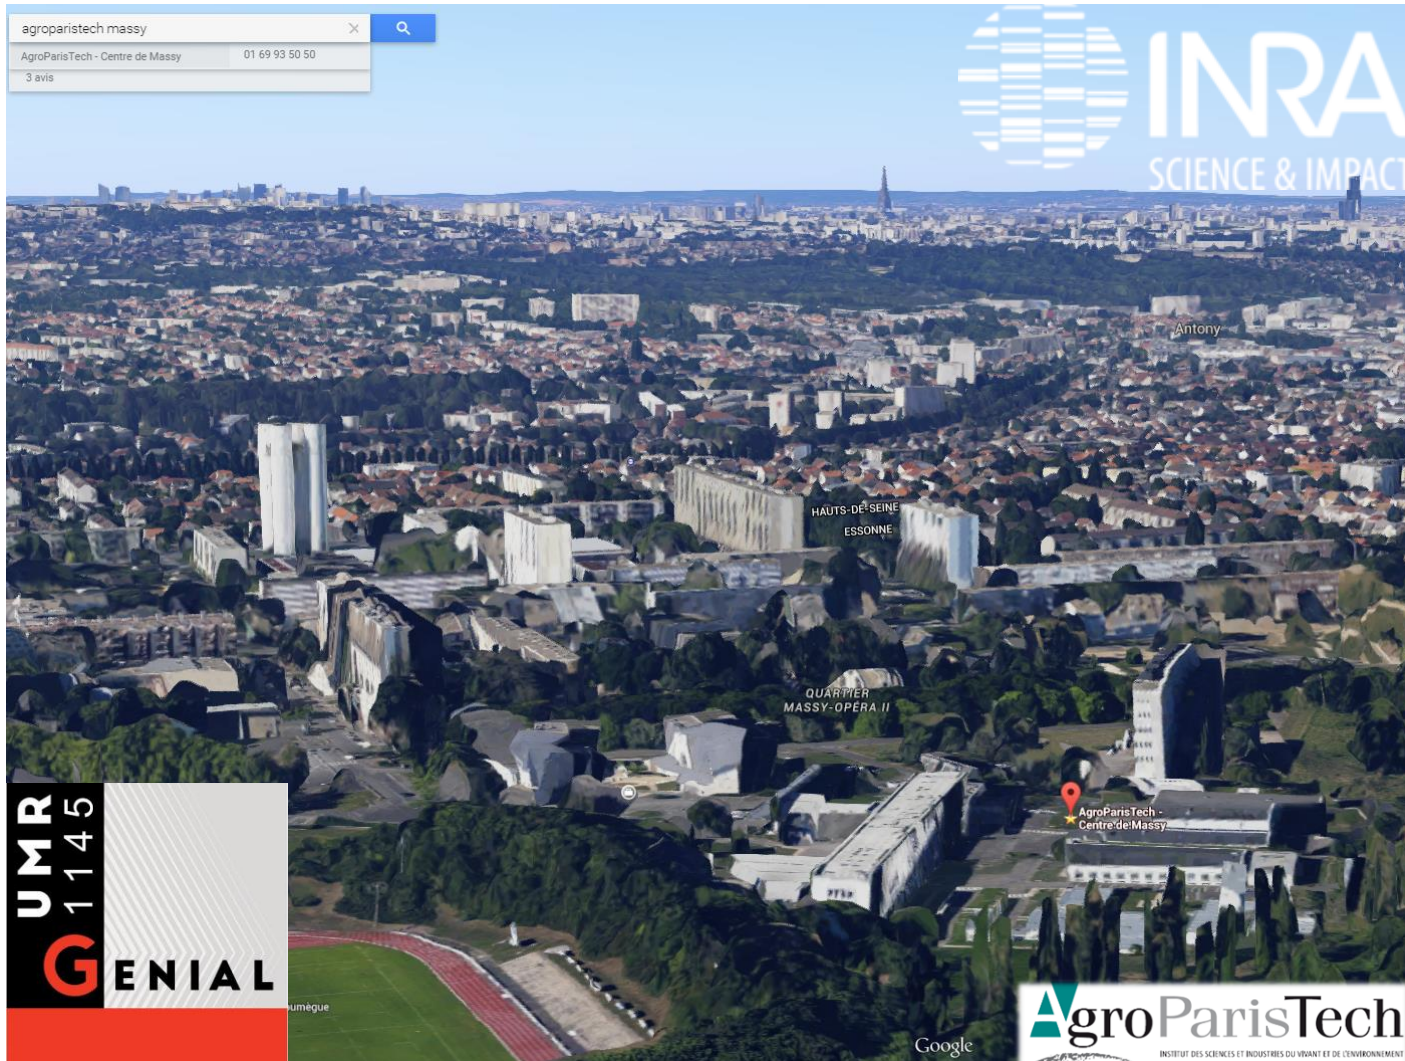 agroparistech massy
AgroParisTech - Centre de Massy 01 69 93 50 50
3 avis
INRA
SCIENCE & IMPACT
Antony
HAUTS-DE-SEINE
ESSONNE
QUARTIER
MASSY-OPÉRA II
AgroParisTech -
Centre de Massy
UMR
1145
GENIAL
oumègue
Google
AgroParisTech
INSTITUT DES SCIENCES ET INDUSTRIES DU VIVANT ET DE L'ENVIRONNEMENT